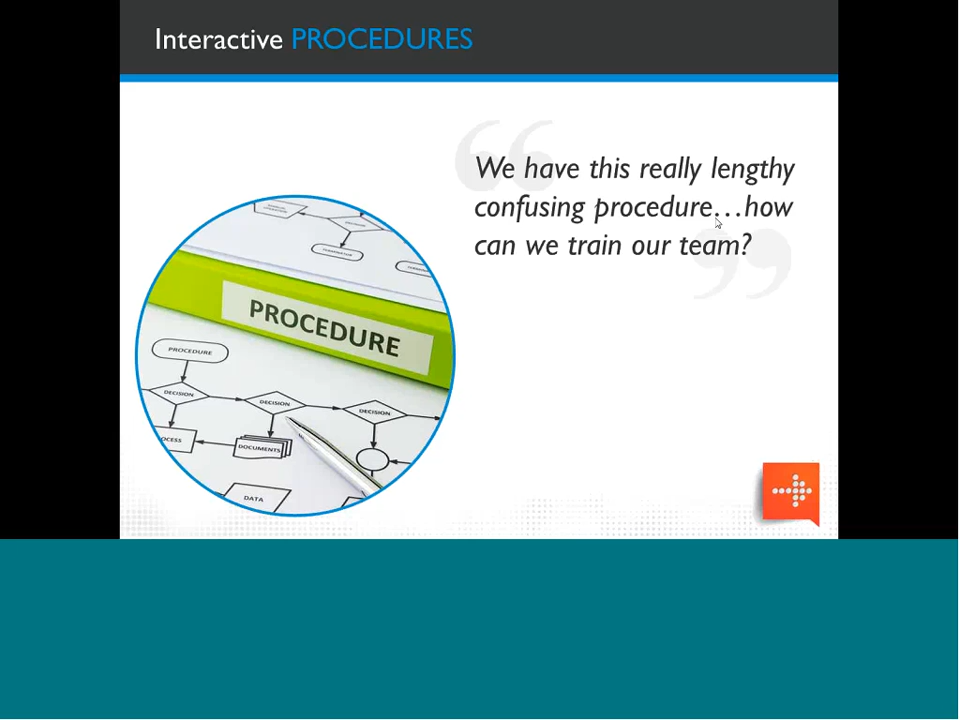 Interactive PROCEDURES
“We have this really lengthy
confusing procedure…how
can we train our team?”
TERMINATOR
PROCEDURE
PROCEDURE
DECISION
DECISION
DECISION
OCESS
DOCUMENTS
DATA